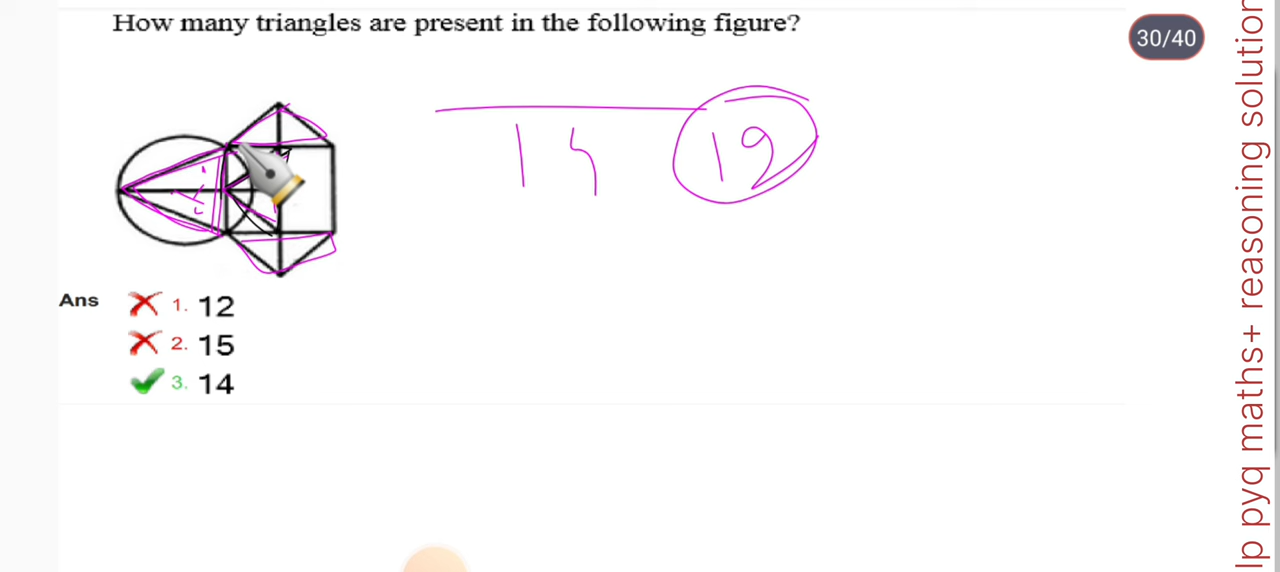 How many triangles are present in the following figure?
30/40
14 12
Ans 1. 12
2. 15
3. 14
lp pyq maths+ reasoning solution